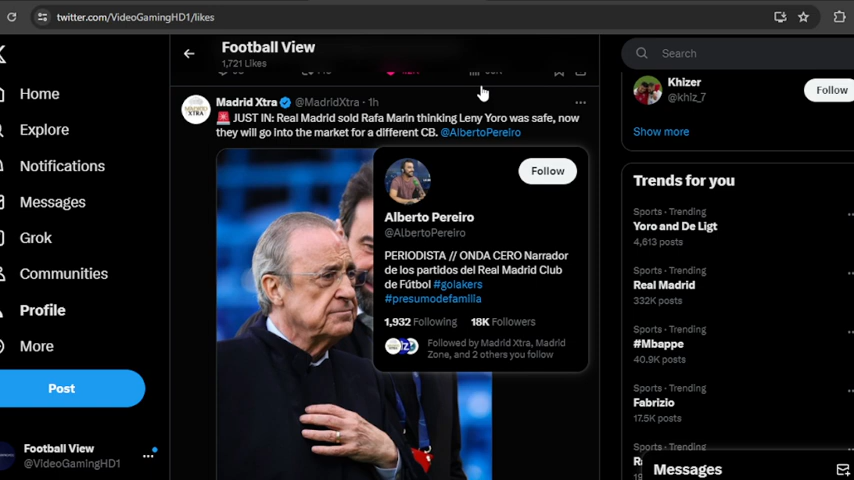 twitter.com/VideoGamingHD1/likes
Football View
1,721 Likes
Search
Home
Explore
Notifications
Messages
Grok
Communities
Profile
More
Post
Football View
@VideoGamingHD1
Madrid Xtra @MadridXtra · 1h
🚨 JUST IN: Real Madrid sold Rafa Marin thinking Leny Yoro was safe, now
they will go into the market for a different CB. @AlbertoPereiro
Follow
Alberto Pereiro
@AlbertoPereiro
PERIODISTA // ONDA CERO Narrador
de los partidos del Real Madrid Club
de Fútbol #golakers
#presumodefamilia
1,932 Following 18K Followers
Followed by Madrid Xtra, Madrid
Zone, and 2 others you follow
Khizer
@khiz_7
Follow
Show more
Trends for you
Sports · Trending
Yoro and De Ligt
4,613 posts
Sports · Trending
Real Madrid
332K posts
Sports · Trending
#Mbappe
40.9K posts
Sports · Trending
Fabrizio
17.5K posts
Sports · Trending
Messages